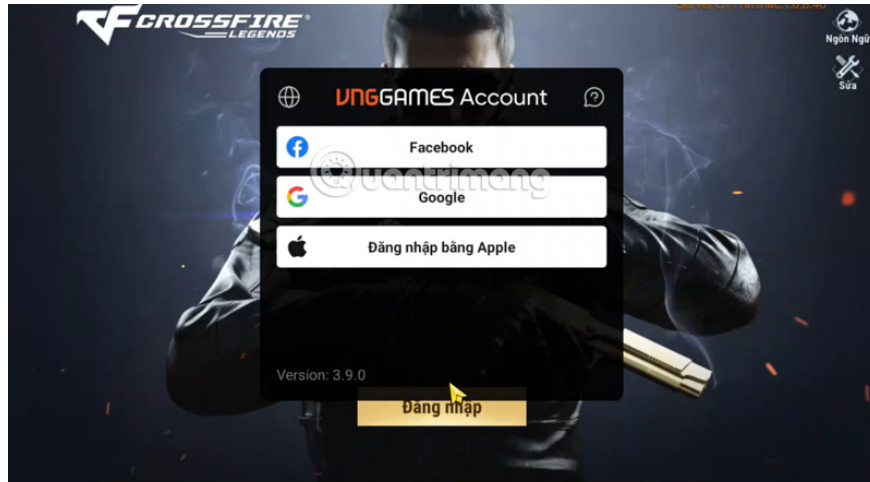 CROSSFIRE
LEGENDS
Ngôn Ngữ
Sửa
VNGGAMES Account
Facebook
Quantrimang
Google
Đăng nhập bằng Apple
Version: 3.9.0
Đăng nhập